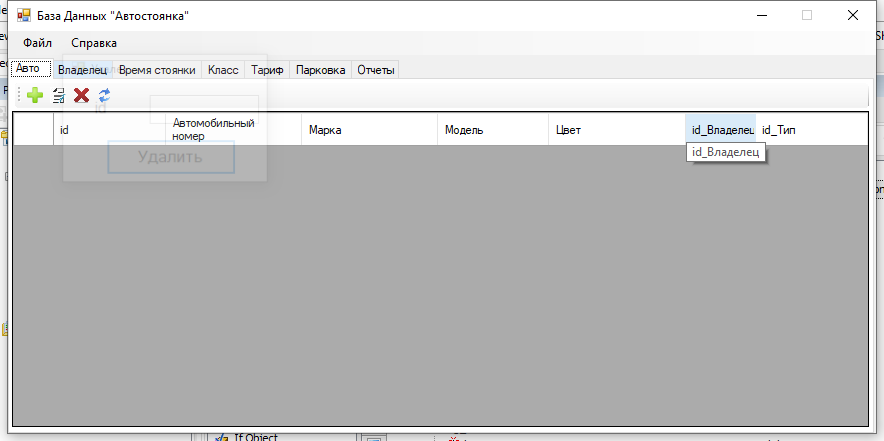 База Данных "Автостоянка"
Файл Справка
Авто Владелец Время стоянки Класс Тариф Парковка Отчеты
id
id Автомобильный номер Марка Модель Цвет id_Владелец id_Тип
Удалить
id_Владелец
If Object